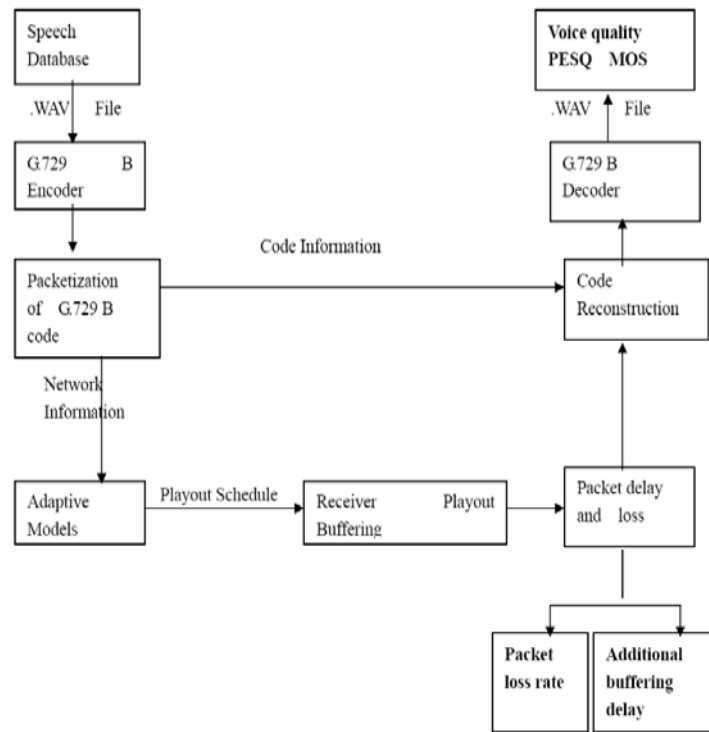 Speech
Database
Voice quality
PESQ MOS
.WAV File
.WAV File
G.729 B
Encoder
G.729 B
Decoder
Code Information
Packetization
of G.729 B
code
Code
Reconstruction
Network
Information
Adaptive
Models
Playout Schedule
Receiver Playout
Buffering
Packet delay
and loss
Packet
loss rate
Additional
buffering
delay